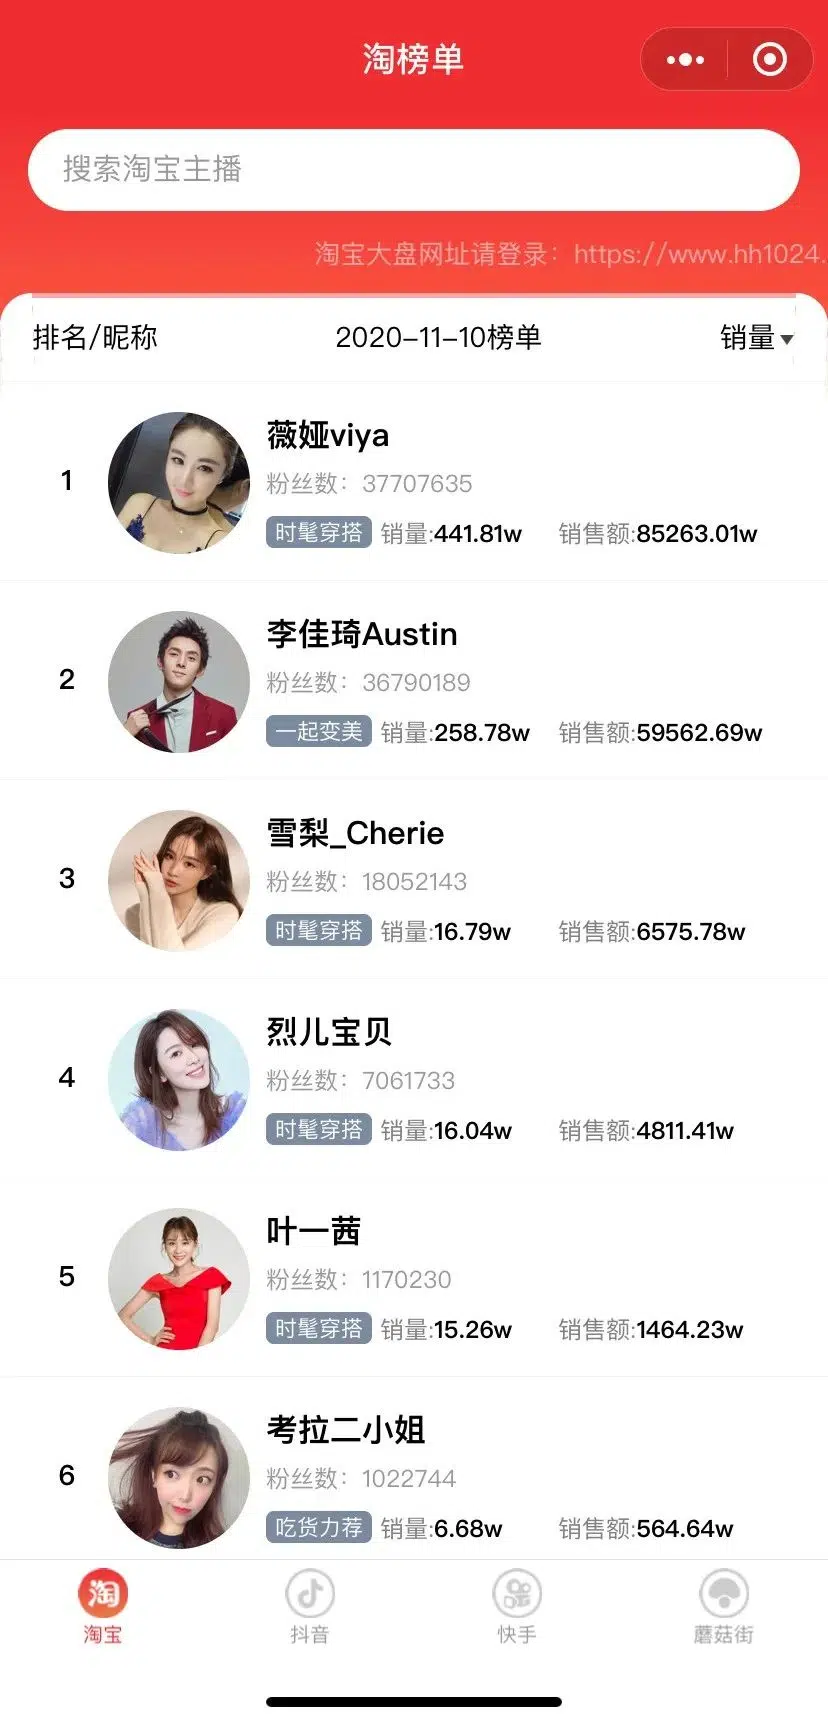 淘榜单
搜索淘宝主播
淘宝大盘网址请登录：https://www.hh1024.
排名/昵称 2020-11-10榜单 销量
1
薇娅viya
粉丝数：37707635
时髦穿搭 销量:441.81w 销售额:85263.01w
2
李佳琦Austin
粉丝数：36790189
一起变美 销量:258.78w 销售额:59562.69w
3
雪梨_Cherie
粉丝数：18052143
时髦穿搭 销量:16.79w 销售额:6575.78w
4
烈儿宝贝
粉丝数：7061733
时髦穿搭 销量:16.04w 销售额:4811.41w
5
叶一茜
粉丝数：1170230
时髦穿搭 销量:15.26w 销售额:1464.23w
6
考拉二小姐
粉丝数：1022744
吃货力荐 销量:6.68w 销售额:564.64w
淘
淘宝 抖音 快手 蘑菇街